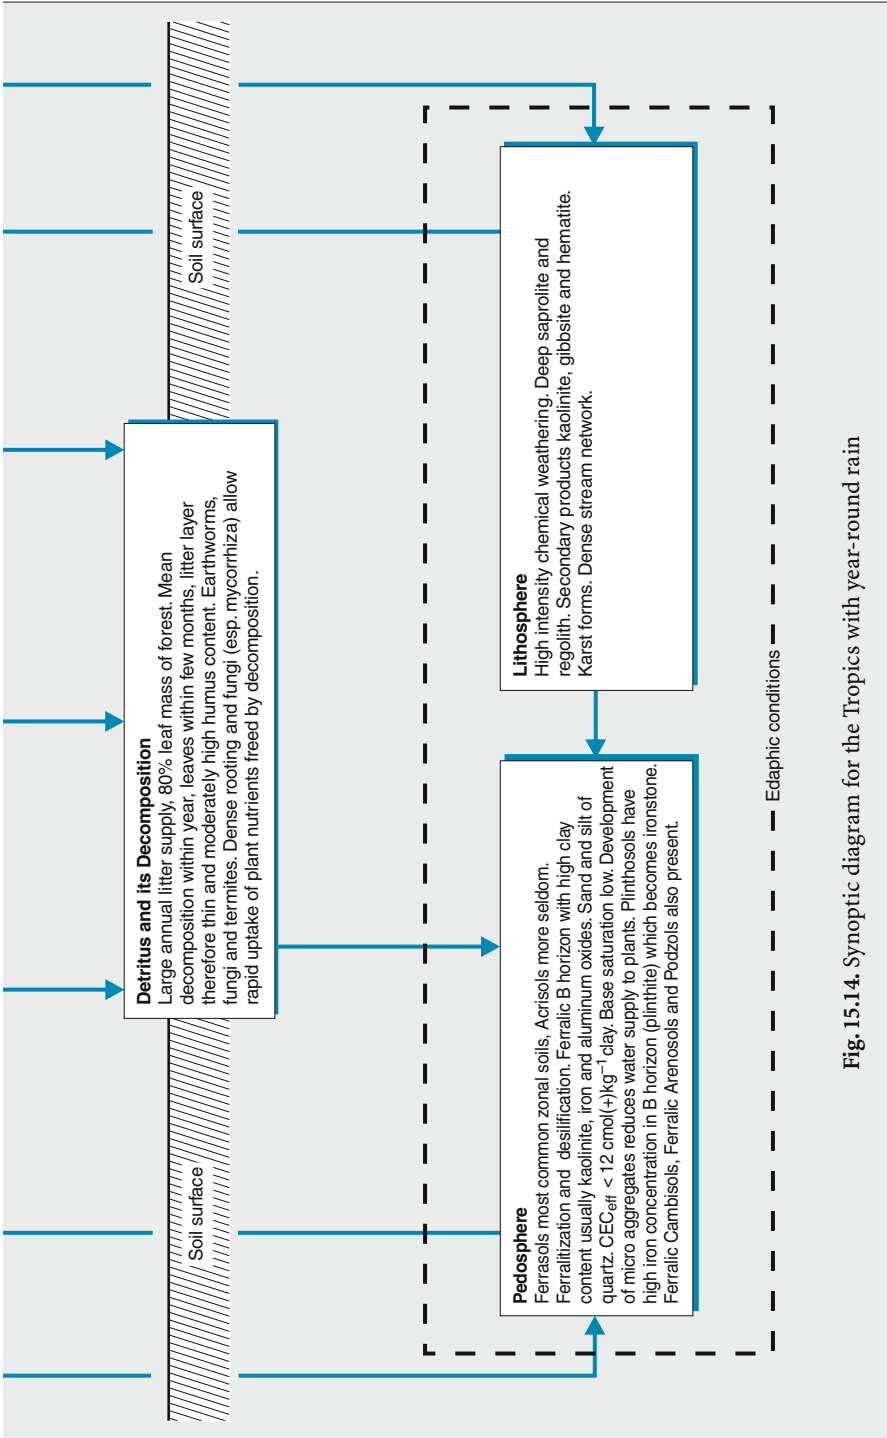 Soil surface
Soil surface
Detritus and its Decomposition
Large annual litter supply, 80% leaf mass of forest. Mean
decomposition within year, leaves within few months, litter layer
therefore thin and moderately high humus content. Earthworms,
fungi and termites. Dense rooting and fungi (esp. mycorrhiza) allow
rapid uptake of plant nutrients freed by decomposition.
Pedosphere
Ferrasols most common zonal soils, Acrisols more seldom.
Ferralitization and desilification. Ferralic B horizon with high clay
content usually kaolinite, iron and aluminum oxides. Sand and silt of
quartz. CECeff < 12 cmol(+)kg−1 clay. Base saturation low. Development
of micro aggregates reduces water supply to plants. Plinthosols have
high iron concentration in B horizon (plinthite) which becomes ironstone.
Ferralic Cambisols, Ferralic Arenosols and Podzols also present.
Lithosphere
High intensity chemical weathering. Deep saprolite and
regolith. Secondary products kaolinite, gibbsite and hematite.
Karst forms. Dense stream network.
Edaphic conditions
Fig. 15.14. Synoptic diagram for the Tropics with year-round rain